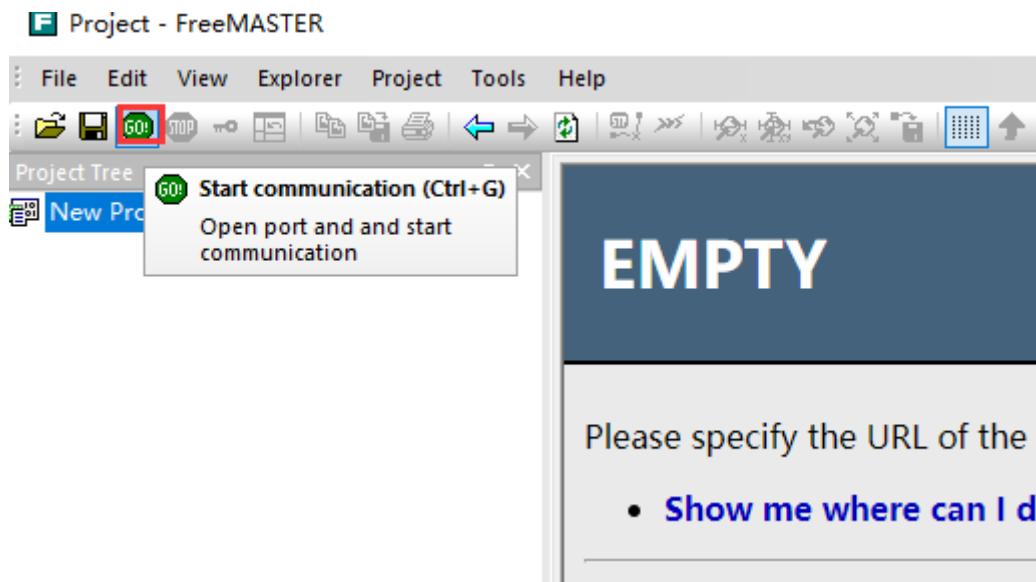 Project - FreeMASTER
File Edit View Explorer Project Tools Help
GO! STOP
Project Tree
New Pro
GO! Start communication (Ctrl+G)
Open port and and start
communication
EMPTY
Please specify the URL of the
• Show me where can I d